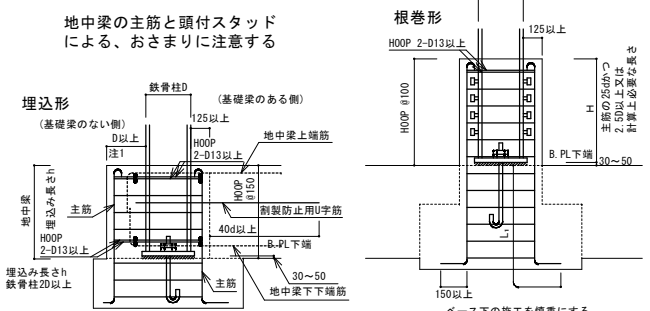 地中梁の主筋と頭付スタッド
による、おさまりに注意する
埋込形
鉄骨柱D
(基礎梁のない側)
(基礎梁のある側)
D以上
注1
125以上
HOOP
2-D13以上
地中梁上端筋
地中梁
埋込み長さh
主筋
HOOP
@150
割製防止用U字筋
40d以上
HOOP
2-D13以上
B.PL下端
埋込み長さh
鉄骨柱2D以上
主筋
30~50
地中梁下下端筋
根巻形
125以上
HOOP 2-D13以上
HOOP @100
H
主筋の25dかつ
2.5D以上又は
計算上必要な長さ
B.PL下端
30~50
L₁
150以上
ベース下の施工を慎重にする